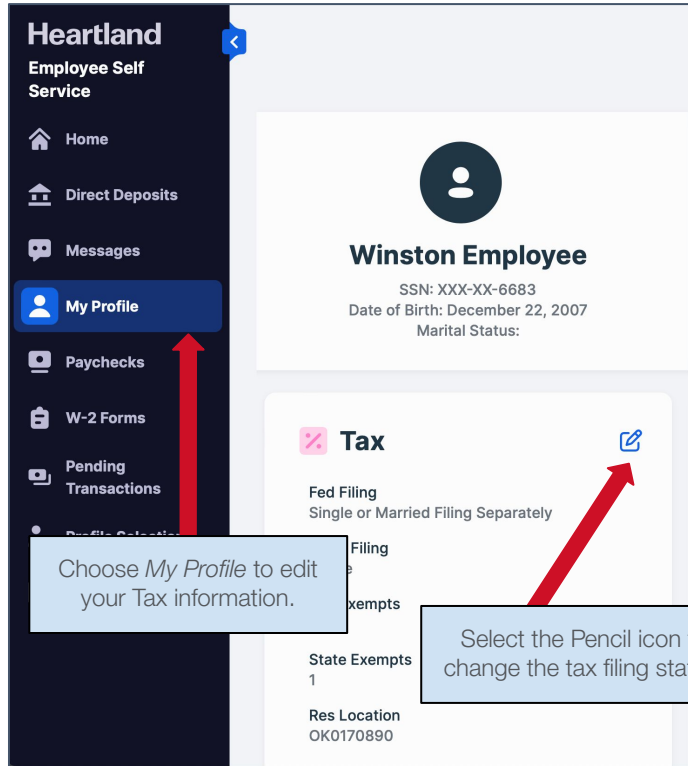 Heartland
Employee Self
Service
Home
Direct Deposits
Messages
My Profile
Paychecks
W-2 Forms
Pending
Transactions
Choose My Profile to edit
your Tax information.
Winston Employee
SSN: XXX-XX-6683
Date of Birth: December 22, 2007
Marital Status:
Tax
Fed Filing
Single or Married Filing Separately
Filing
State Exempts
1
Res Location
OK0170890
Select the Pencil icon
change the tax filing